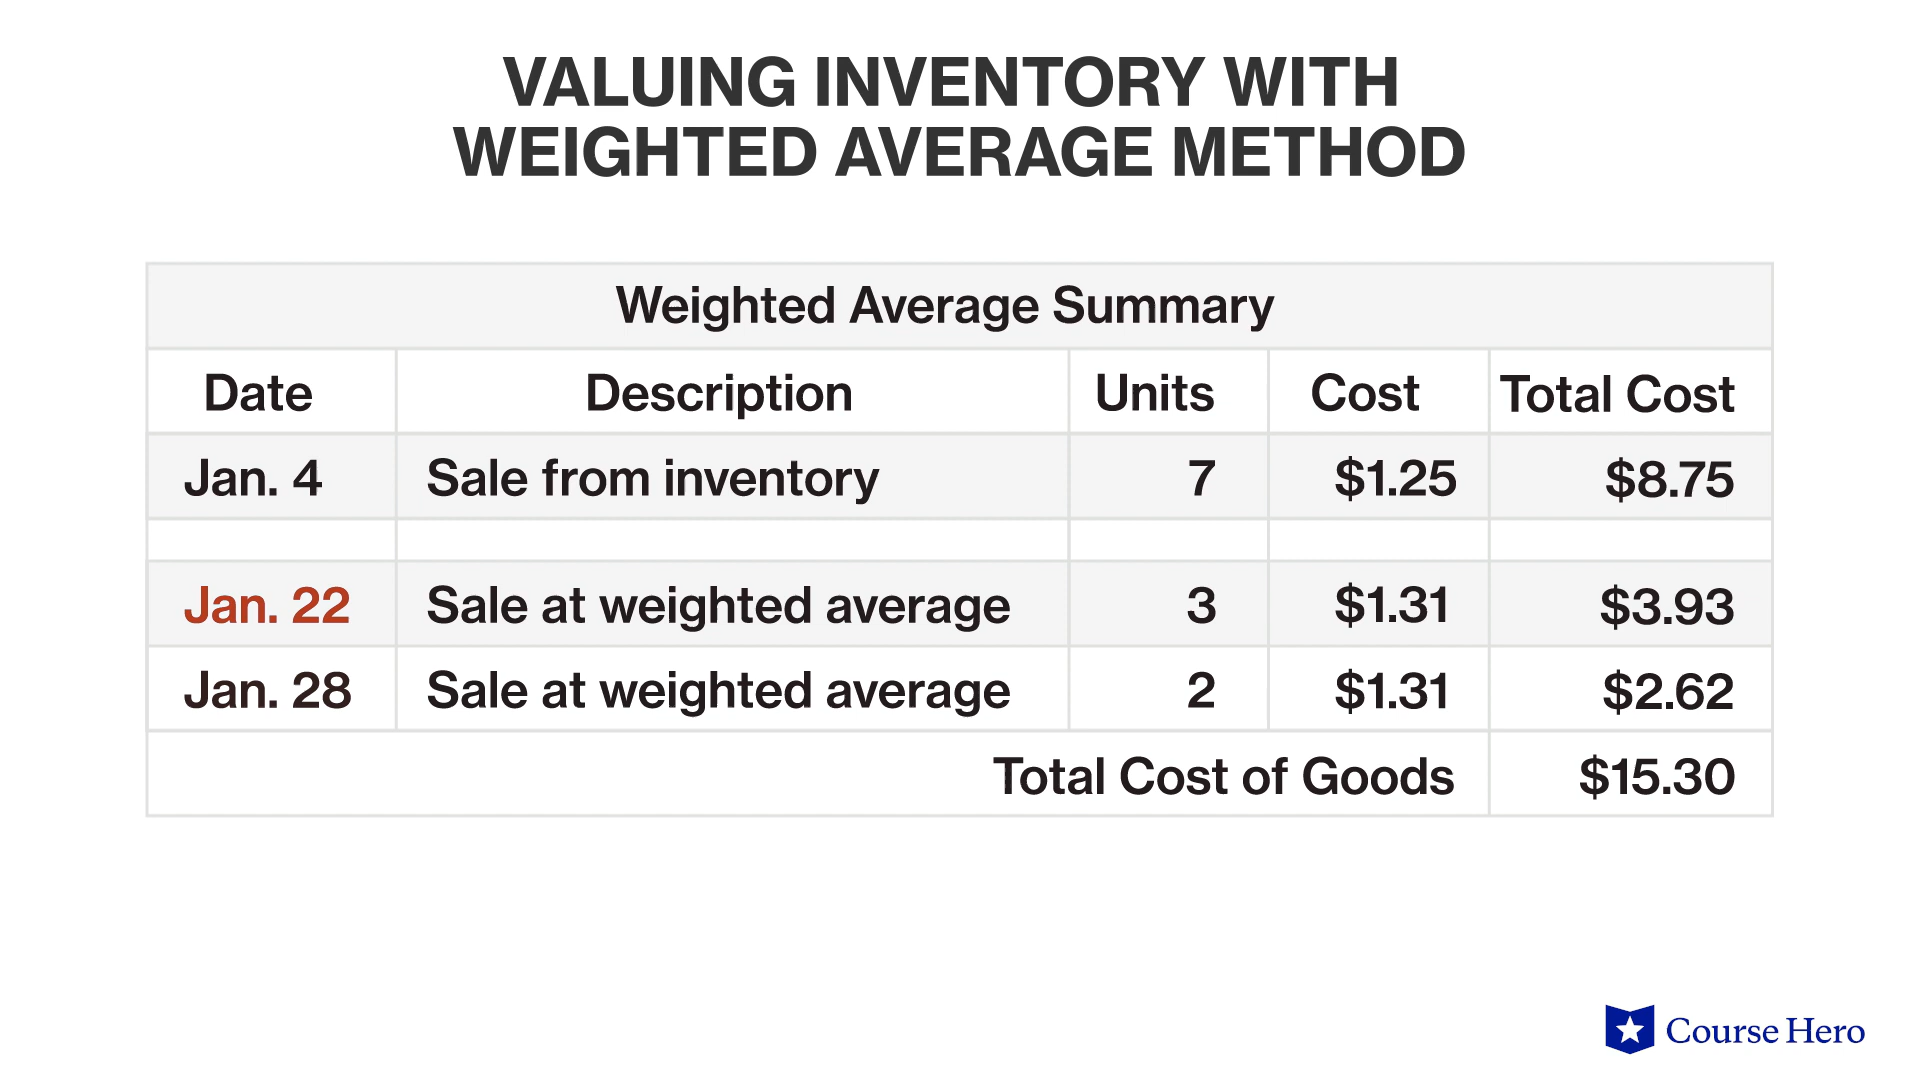 VALUING INVENTORY WITH
WEIGHTED AVERAGE METHOD
Weighted Average Summary
Date Description Units Cost Total Cost
Jan. 4 Sale from inventory 7 $1.25 $8.75
Jan. 22 Sale at weighted average 3 $1.31 $3.93
Jan. 28 Sale at weighted average 2 $1.31 $2.62
Total Cost of Goods $15.30
Course Hero